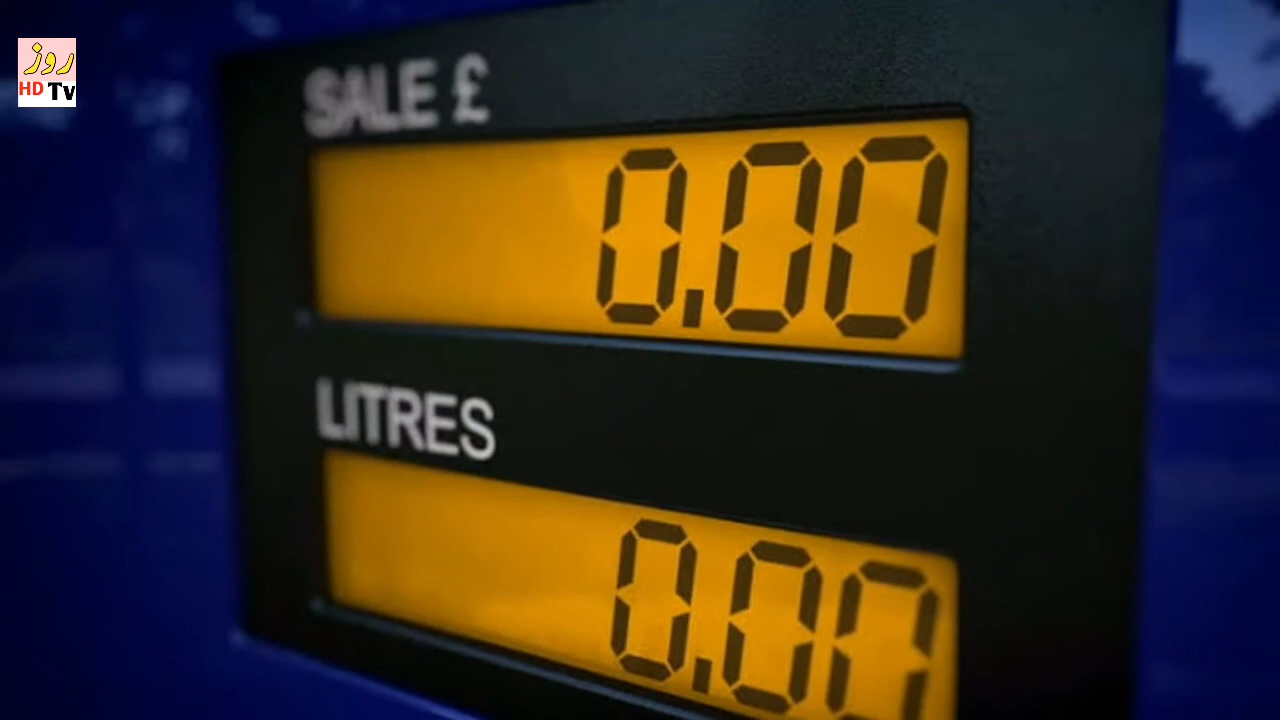 روز
HD Tv
SALE £
0.00
LITRES
0.00